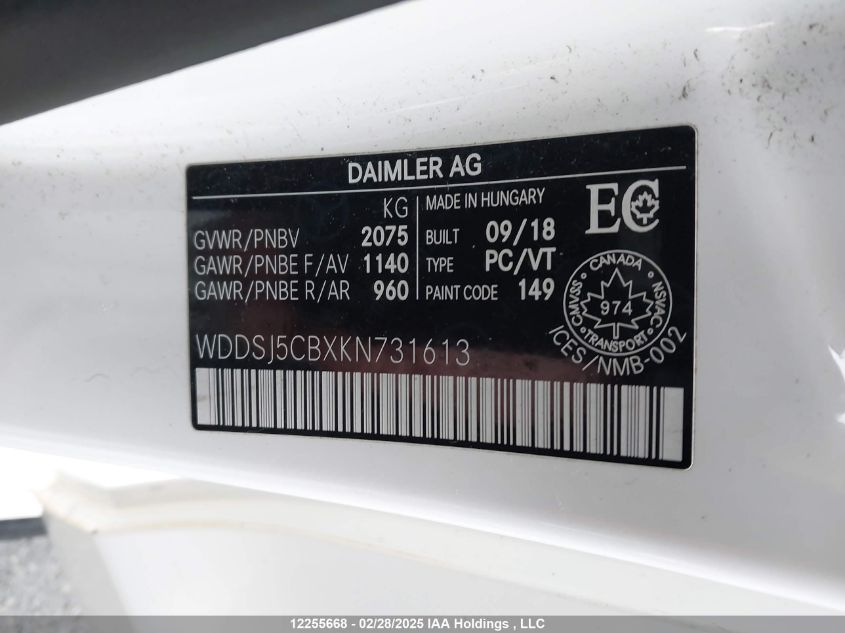 DAIMLER AG
KG
GVWR/PNBV 2075
GAWR/PNBE F/AV 1140
GAWR/PNBE R/AR 960
MADE IN HUNGARY
BUILT 09/18
TYPE PC/VT
PAINT CODE 149
EC
CANADA
CMVSS
974
NSVAC
TRANSPORT
ICES/NMB-002
WDDSJ5CBXKN731613
12255668 - 02/28/2025 IAA Holdings , LLC